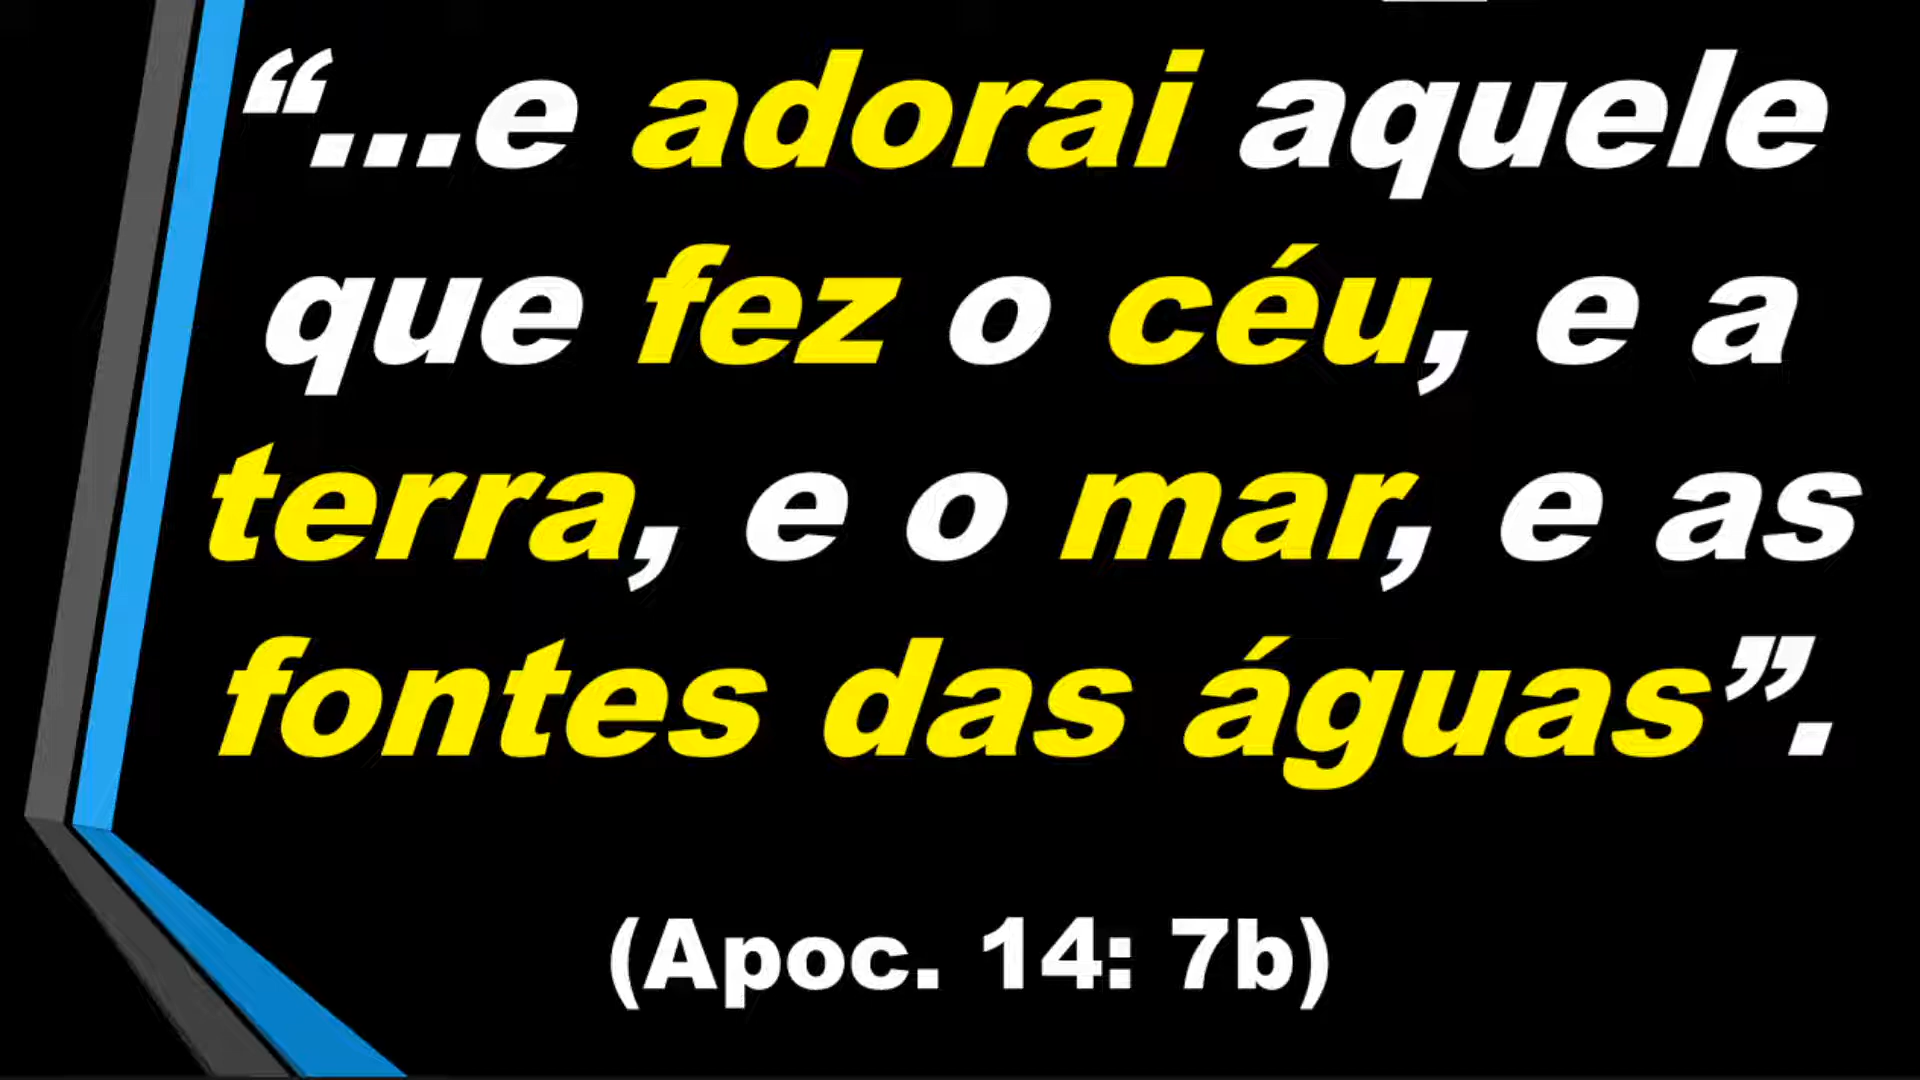 “...e adorai aquele
que fez o céu, e a
terra, e o mar, e as
fontes das águas”.
(Apoc. 14: 7b)